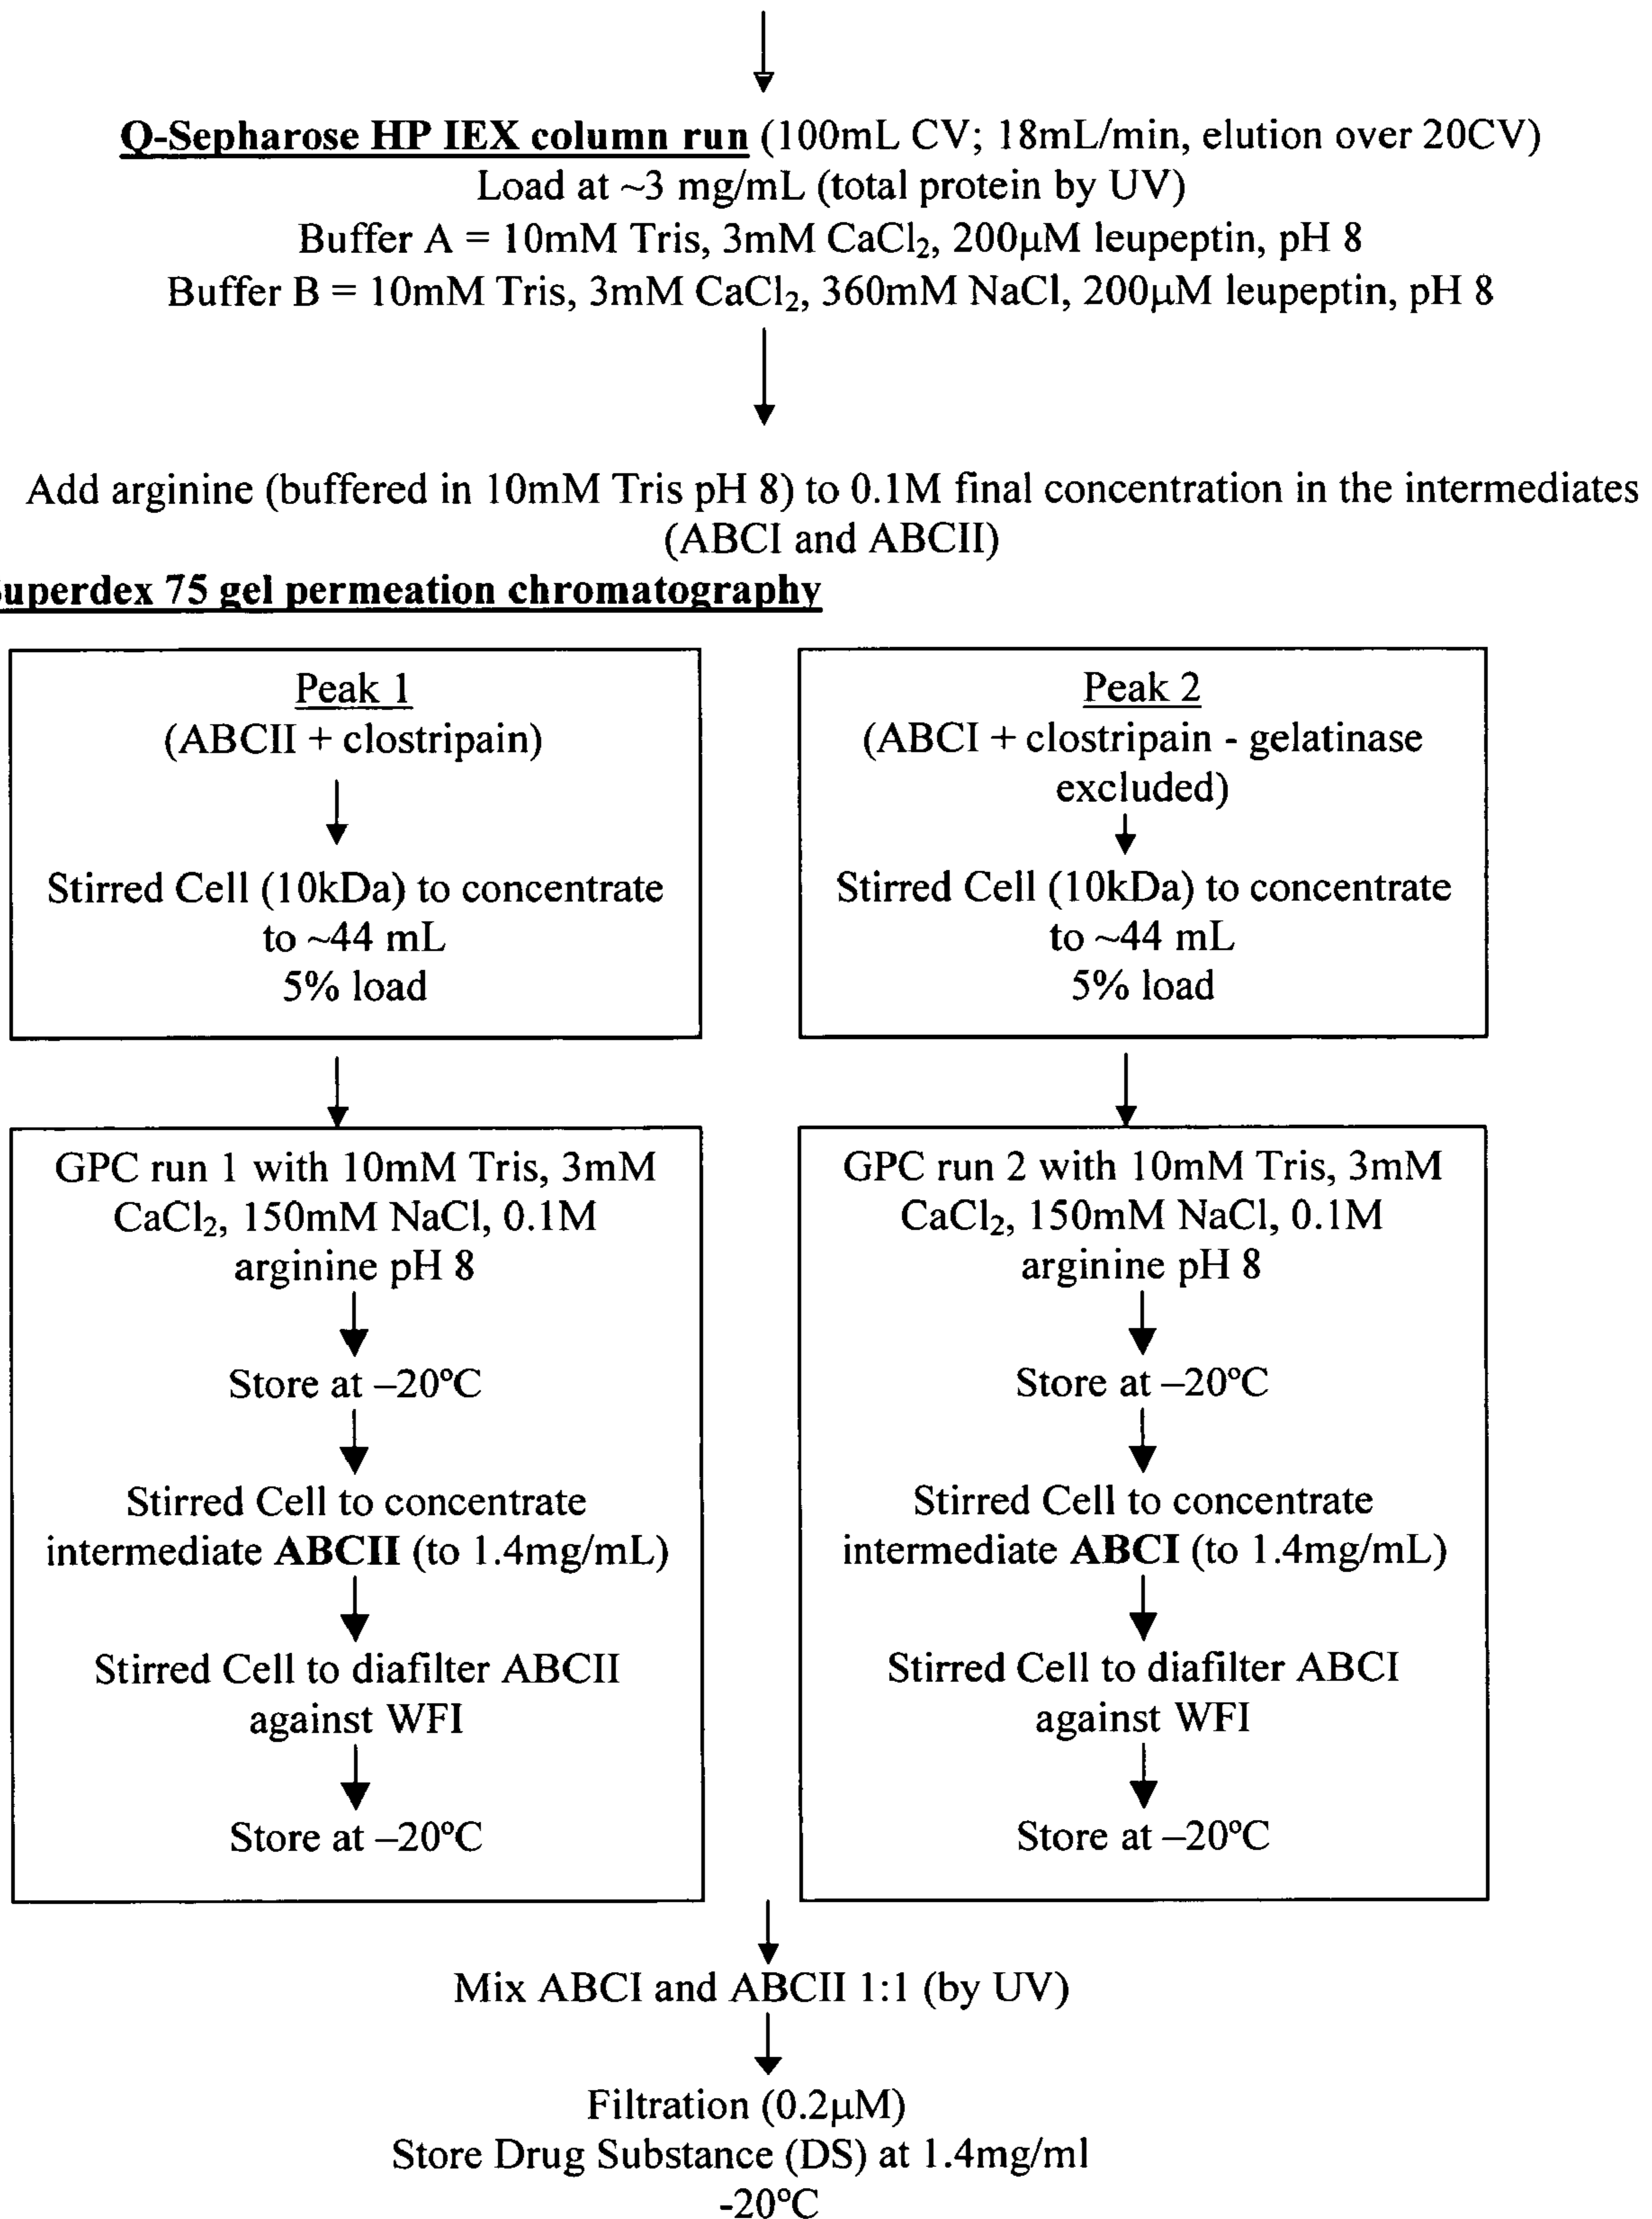 Q-Sepharose HP IEX column run (100mL CV; 18mL/min, elution over 20CV)
Load at ~3 mg/mL (total protein by UV)
Buffer A = 10mM Tris, 3mM CaCl₂, 200µM leupeptin, pH 8
Buffer B = 10mM Tris, 3mM CaCl₂, 360mM NaCl, 200µM leupeptin, pH 8
Add arginine (buffered in 10mM Tris pH 8) to 0.1M final concentration in the intermediates
(ABCI and ABCII)
uperdex 75 gel permeation chromatography
Peak 1
(ABCII + clostripain)
Stirred Cell (10kDa) to concentrate
to ~44 mL
5% load
Peak 2
(ABCI + clostripain - gelatinase
excluded)
Stirred Cell (10kDa) to concentrate
to ~44 mL
5% load
GPC run 1 with 10mM Tris, 3mM
CaCl₂, 150mM NaCl, 0.1M
arginine pH 8
Store at –20ºC
Stirred Cell to concentrate
intermediate ABCII (to 1.4mg/mL)
Stirred Cell to diafilter ABCII
against WFI
Store at –20ºC
GPC run 2 with 10mM Tris, 3mM
CaCl₂, 150mM NaCl, 0.1M
arginine pH 8
Store at –20ºC
Stirred Cell to concentrate
intermediate ABCI (to 1.4mg/mL)
Stirred Cell to diafilter ABCI
against WFI
Store at –20ºC
Mix ABCI and ABCII 1:1 (by UV)
Filtration (0.2µM)
Store Drug Substance (DS) at 1.4mg/ml
-20ºC